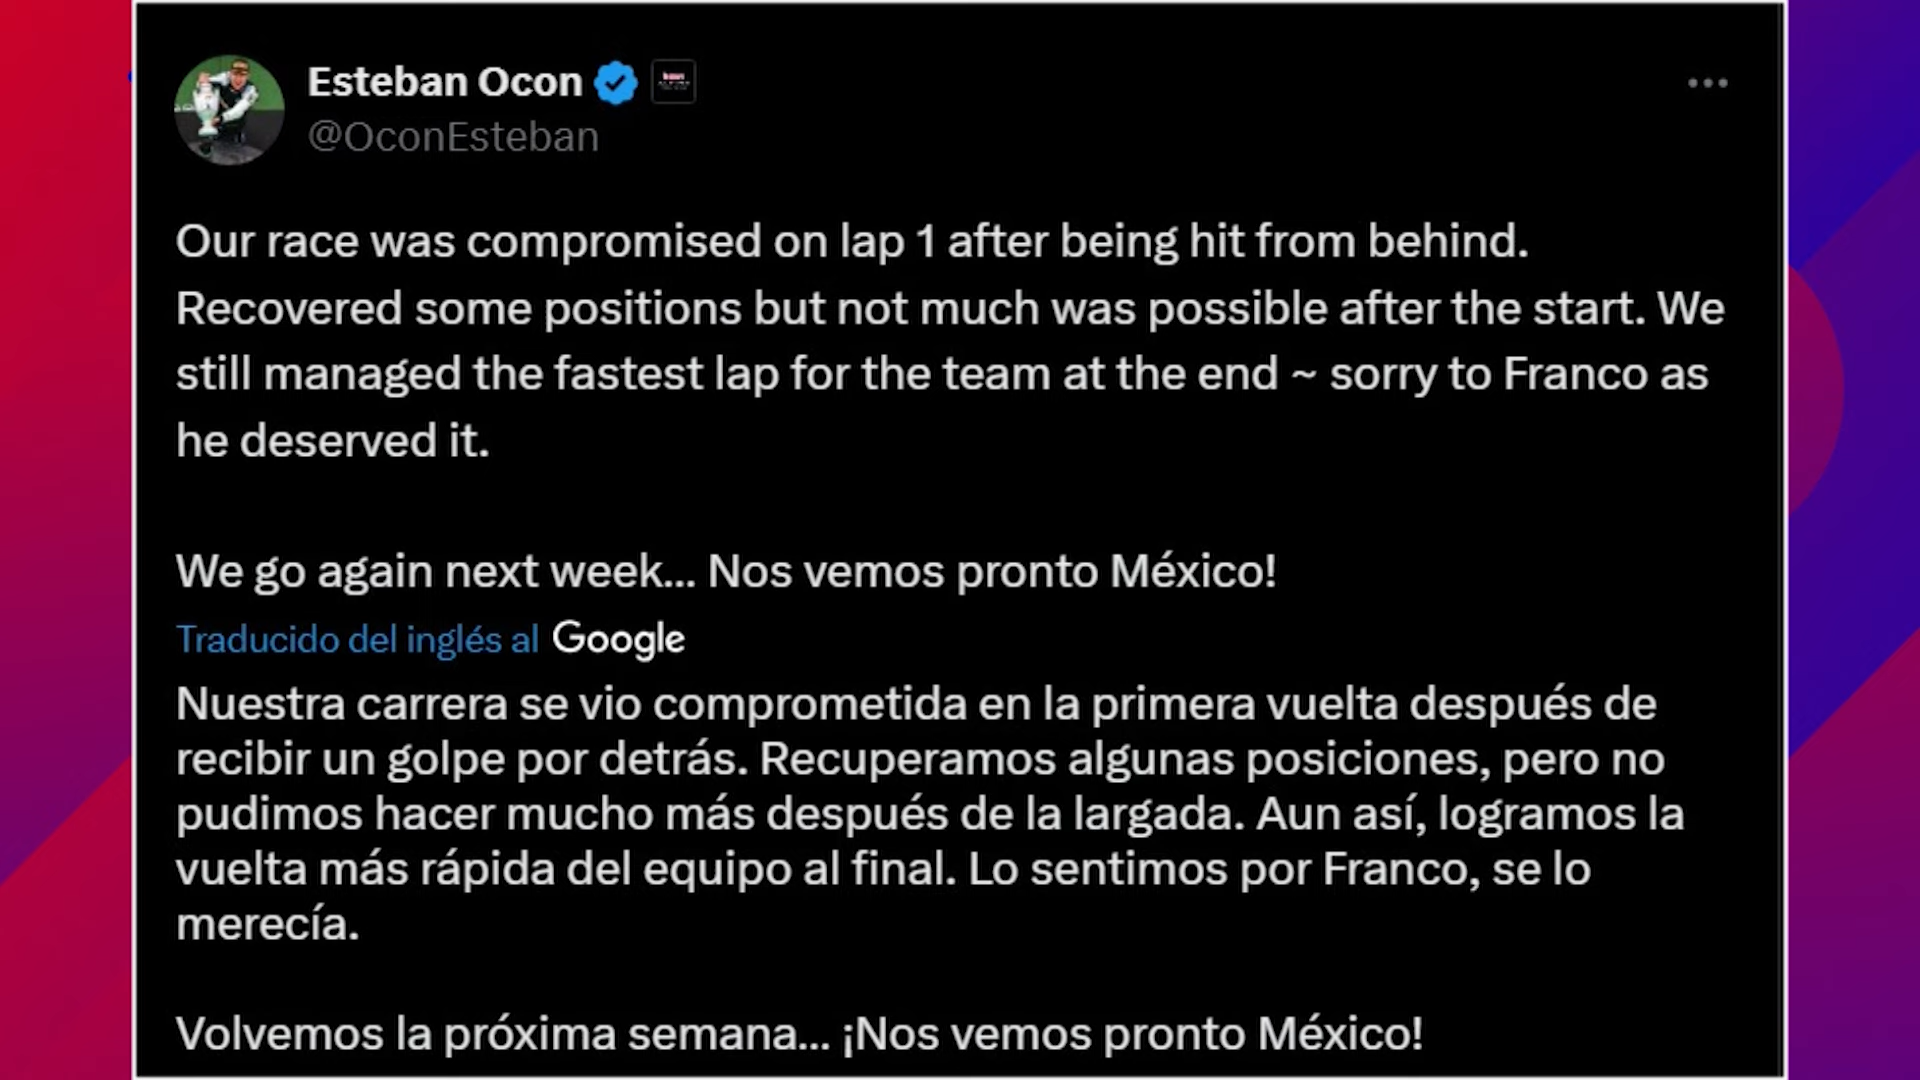 Esteban Ocon
@OconEsteban
Our race was compromised on lap 1 after being hit from behind.
Recovered some positions but not much was possible after the start. We
still managed the fastest lap for the team at the end ~ sorry to Franco as
he deserved it.
We go again next week... Nos vemos pronto México!
Traducido del inglés al Google
Nuestra carrera se vio comprometida en la primera vuelta después de
recibir un golpe por detrás. Recuperamos algunas posiciones, pero no
pudimos hacer mucho más después de la largada. Aun así, logramos la
vuelta más rápida del equipo al final. Lo sentimos por Franco, se lo
merecía.
Volvemos la próxima semana... ¡Nos vemos pronto México!